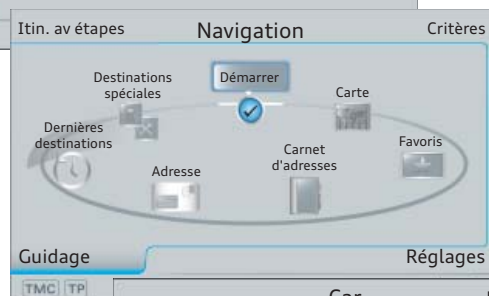 Itin. av étapes
Navigation
Critères
Destinations
spéciales
Démarrer
Carte
Dernières
destinations
Adresse
Carnet
d'adresses
Favoris
Guidage
Réglages
TMC TP
Car